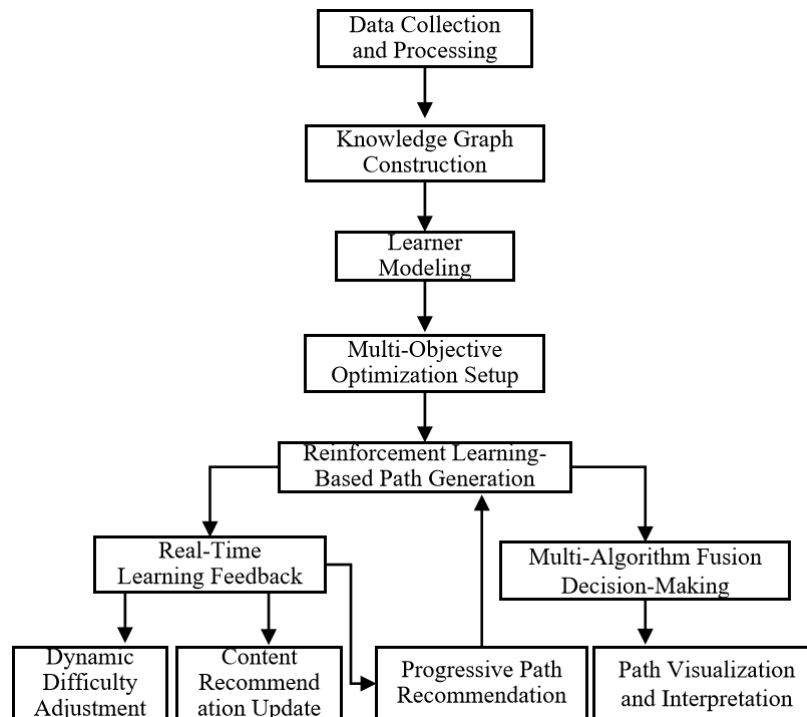 Data Collection
and Processing
Knowledge Graph
Construction
Learner
Modeling
Multi-Objective
Optimization Setup
Reinforcement Learning-
Based Path Generation
Real-Time
Learning Feedback
Multi-Algorithm Fusion
Decision-Making
Dynamic
Difficulty
Adjustment
Content
Recommend
ation Update
Progressive Path
Recommendation
Path Visualization
and Interpretation